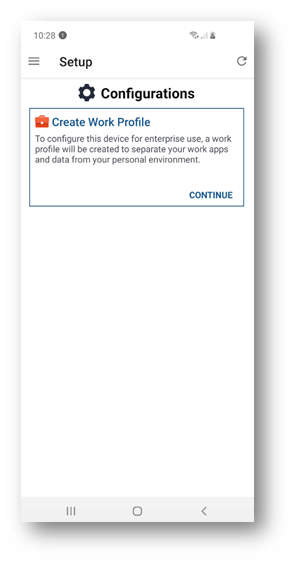 10:28
Setup
Configurations
Create Work Profile
To configure this device for enterprise use, a work
profile will be created to separate your work apps
and data from your personal environment.
CONTINUE